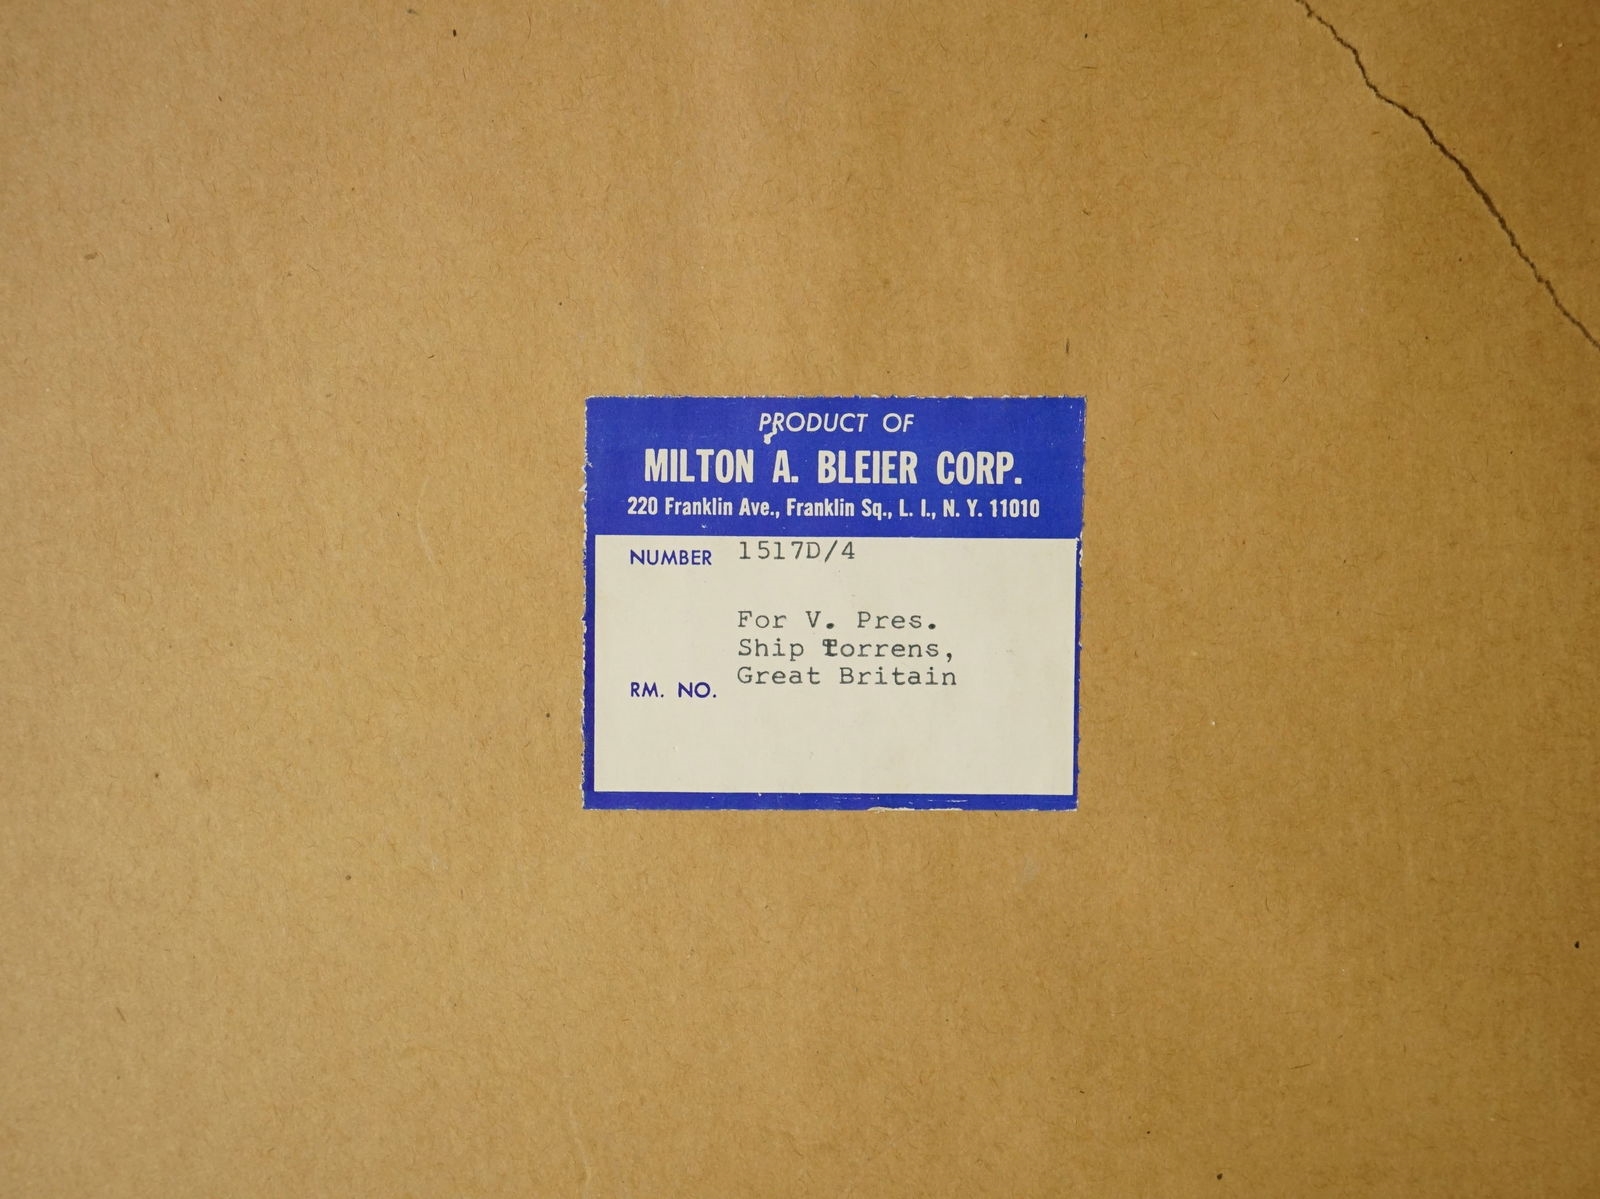 PRODUCT OF
MILTON A. BLEIER CORP.
220 Franklin Ave., Franklin Sq., L. I., N. Y. 11010
NUMBER 1517D/4
For V. Pres.
Ship Torrens,
Great Britain
RM. NO.